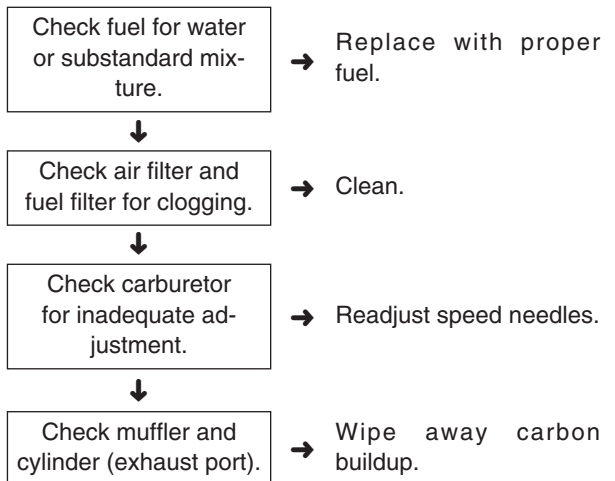 Check fuel for water
or substandard mix-
ture.
➜ Replace with proper
fuel.
Check air filter and
fuel filter for clogging.
➜ Clean.
Check carburetor
for inadequate ad-
justment.
➜ Readjust speed needles.
Check muffler and
cylinder (exhaust port).
➜ Wipe away carbon
buildup.